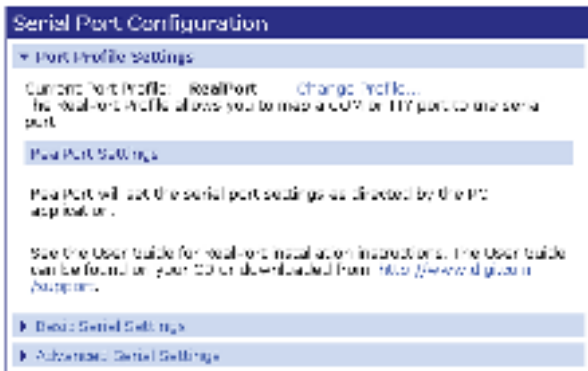 Serial Port Configuration
Port Profile Settings
Current Port Profile: RealPort Change Profile...
The RealPort Profile allows you to map a COM or TTY port to the serial
port.
RealPort Settings
RealPort will set the serial port settings as directed by the PC
application.
See the User Guide for RealPort installation instructions. The User Guide
can be found on your CD or downloaded from http://www.digi.com
/support.
Basic Serial Settings
Advanced Serial Settings